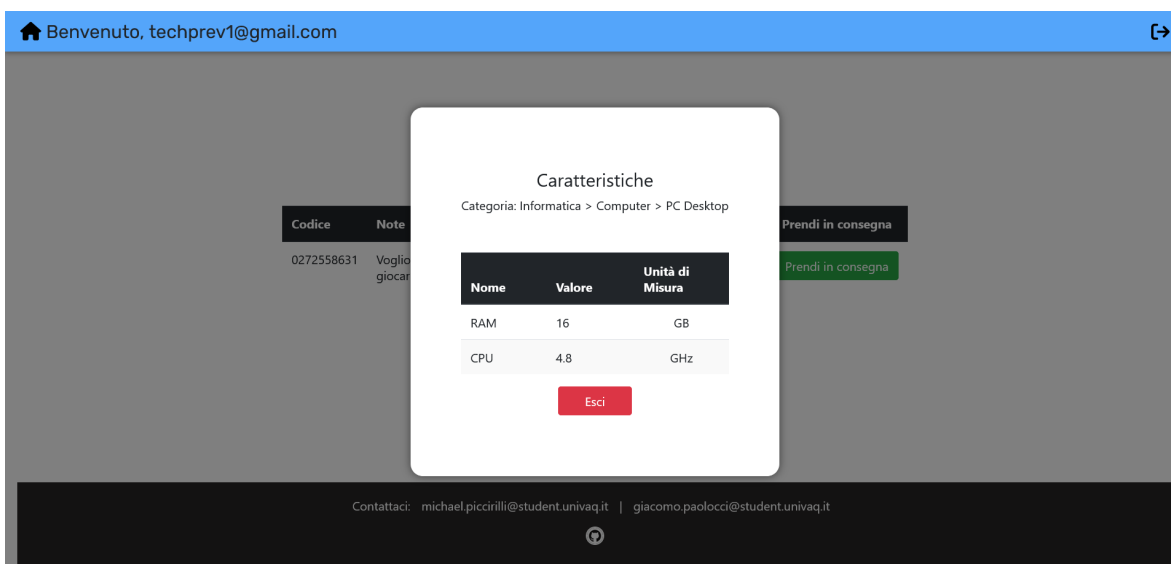 Benvenuto, techprev1@gmail.com
Caratteristiche
Categoria: Informatica > Computer > PC Desktop
Codice Note Prendi in consegna
0272558631 Voglio Prendi in consegna
giocar
Nome Valore Unità di Misura
RAM 16 GB
CPU 4.8 GHz
Esci
Contattaci: michael.piccirilli@student.univaq.it | giacomo.paolocci@student.univaq.it